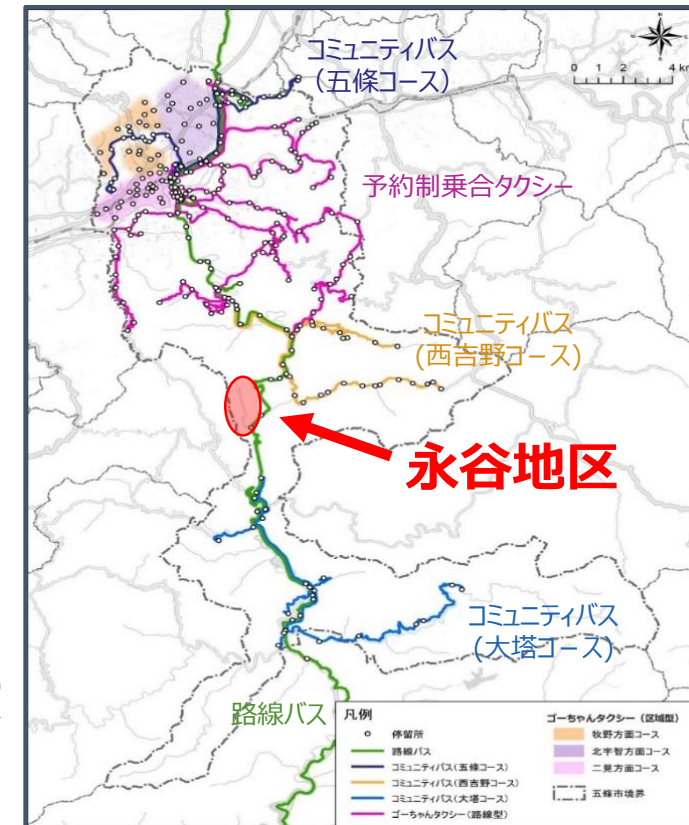 コミュニティバス
(五條コース)
0 1 2 4 km
予約制乗合タクシー
コミュニティバス
(西吉野コース)
永谷地区
コミュニティバス
(大塔コース)
路線バス
凡例
停留所
路線バス
コミュニティバス(五條コース)
コミュニティバス(西吉野コース)
コミュニティバス(大塔コース)
ゴーちゃんタクシー(路線型)
ゴーちゃんタクシー(区域型)
牧野方面コース
北宇智方面コース
二見方面コース
五條市境界